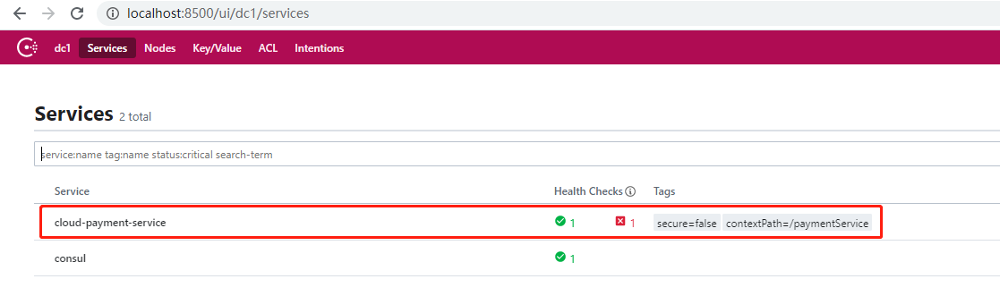 localhost:8500/ui/dc1/services
dc1 Services Nodes Key/Value ACL Intentions
Services 2 total
service:name tag:name status:critical search-term
Service Health Checks Tags
cloud-payment-service 1 1 secure=false contextPath=/paymentService
consul 1